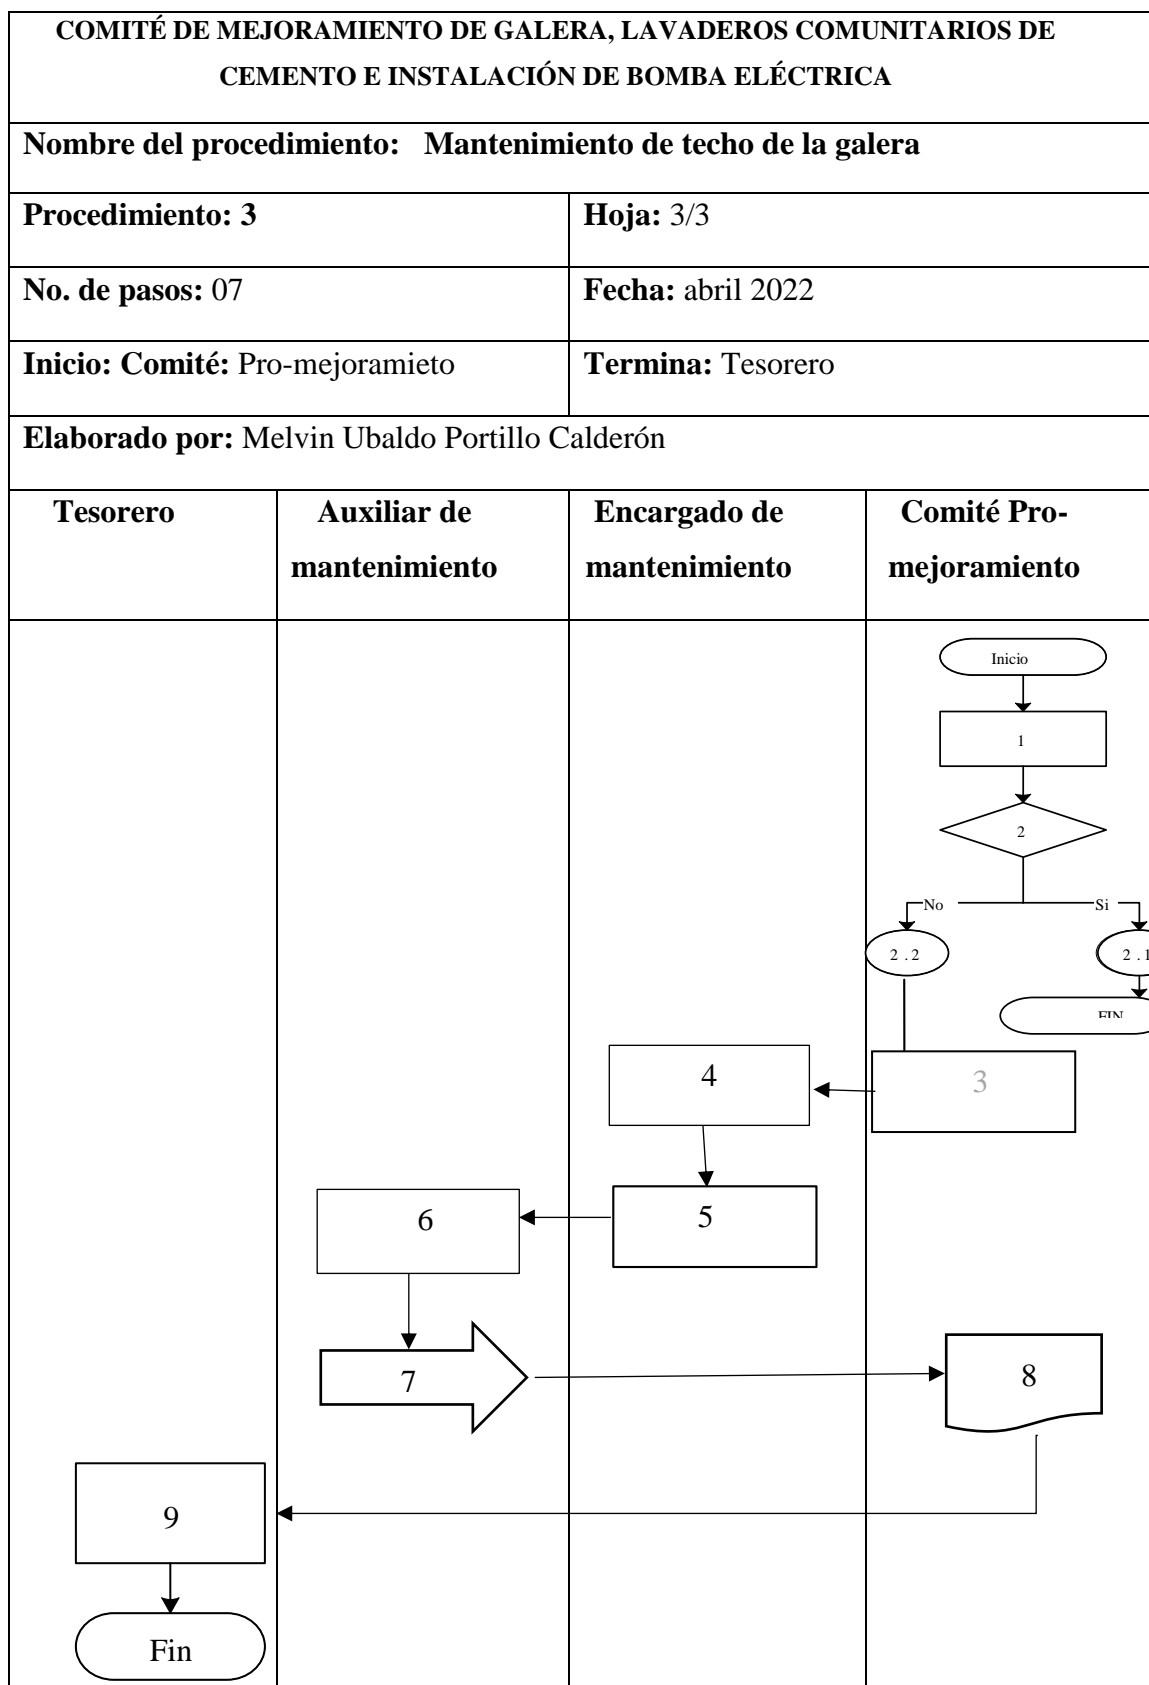 COMITÉ DE MEJORAMIENTO DE GALERA, LAVADEROS COMUNITARIOS DE
CEMENTO E INSTALACIÓN DE BOMBA ELÉCTRICA
Nombre del procedimiento: Mantenimiento de techo de la galera
Procedimiento: 3
Hoja: 3/3
No. de pasos: 07
Fecha: abril 2022
Inicio: Comité: Pro-mejoramieto
Termina: Tesorero
Elaborado por: Melvin Ubaldo Portillo Calderón
Tesorero
Auxiliar de
mantenimiento
Encargado de
mantenimiento
Comité Pro-
mejoramiento
Inicio
1
2
No
Si
2 . 2
2 . 1
FIN
3
4
5
6
7
8
9
Fin